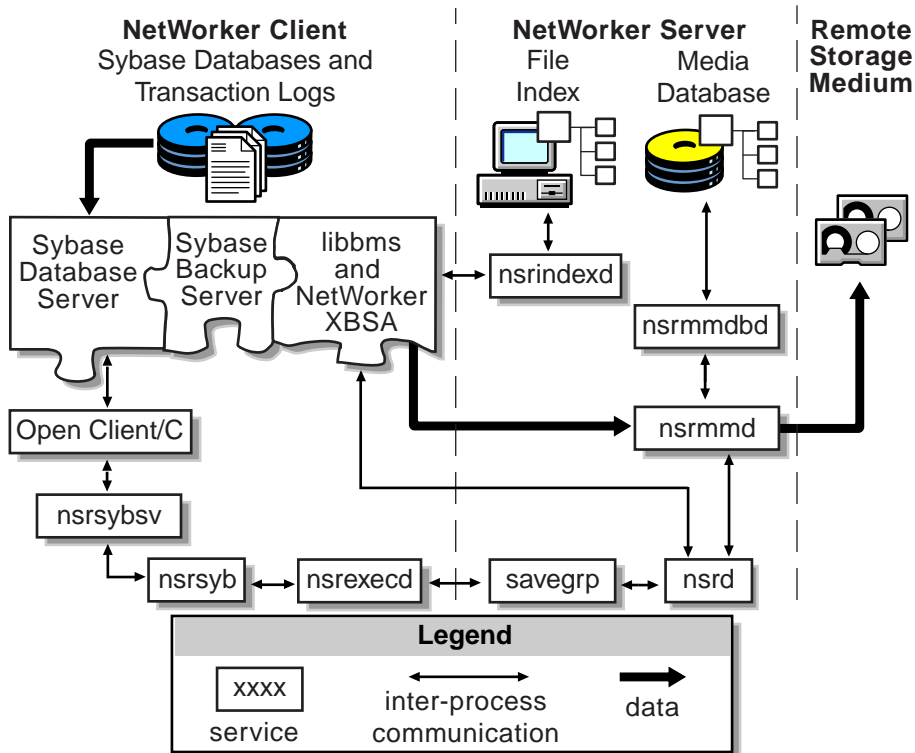 NetWorker Client
Sybase Databases and
Transaction Logs
NetWorker Server
File
Index
Media
Database
Remote
Storage
Medium
Sybase
Database
Server
Sybase
Backup
Server
libbms
and
NetWorker
XBSA
nsrindexd
nsrmmdbd
Open Client/C
nsrmmd
nsrsybsv
nsrsyb
nsrexecd
savegrp
nsrd
Legend
xxxx
service
inter-process
communication
data